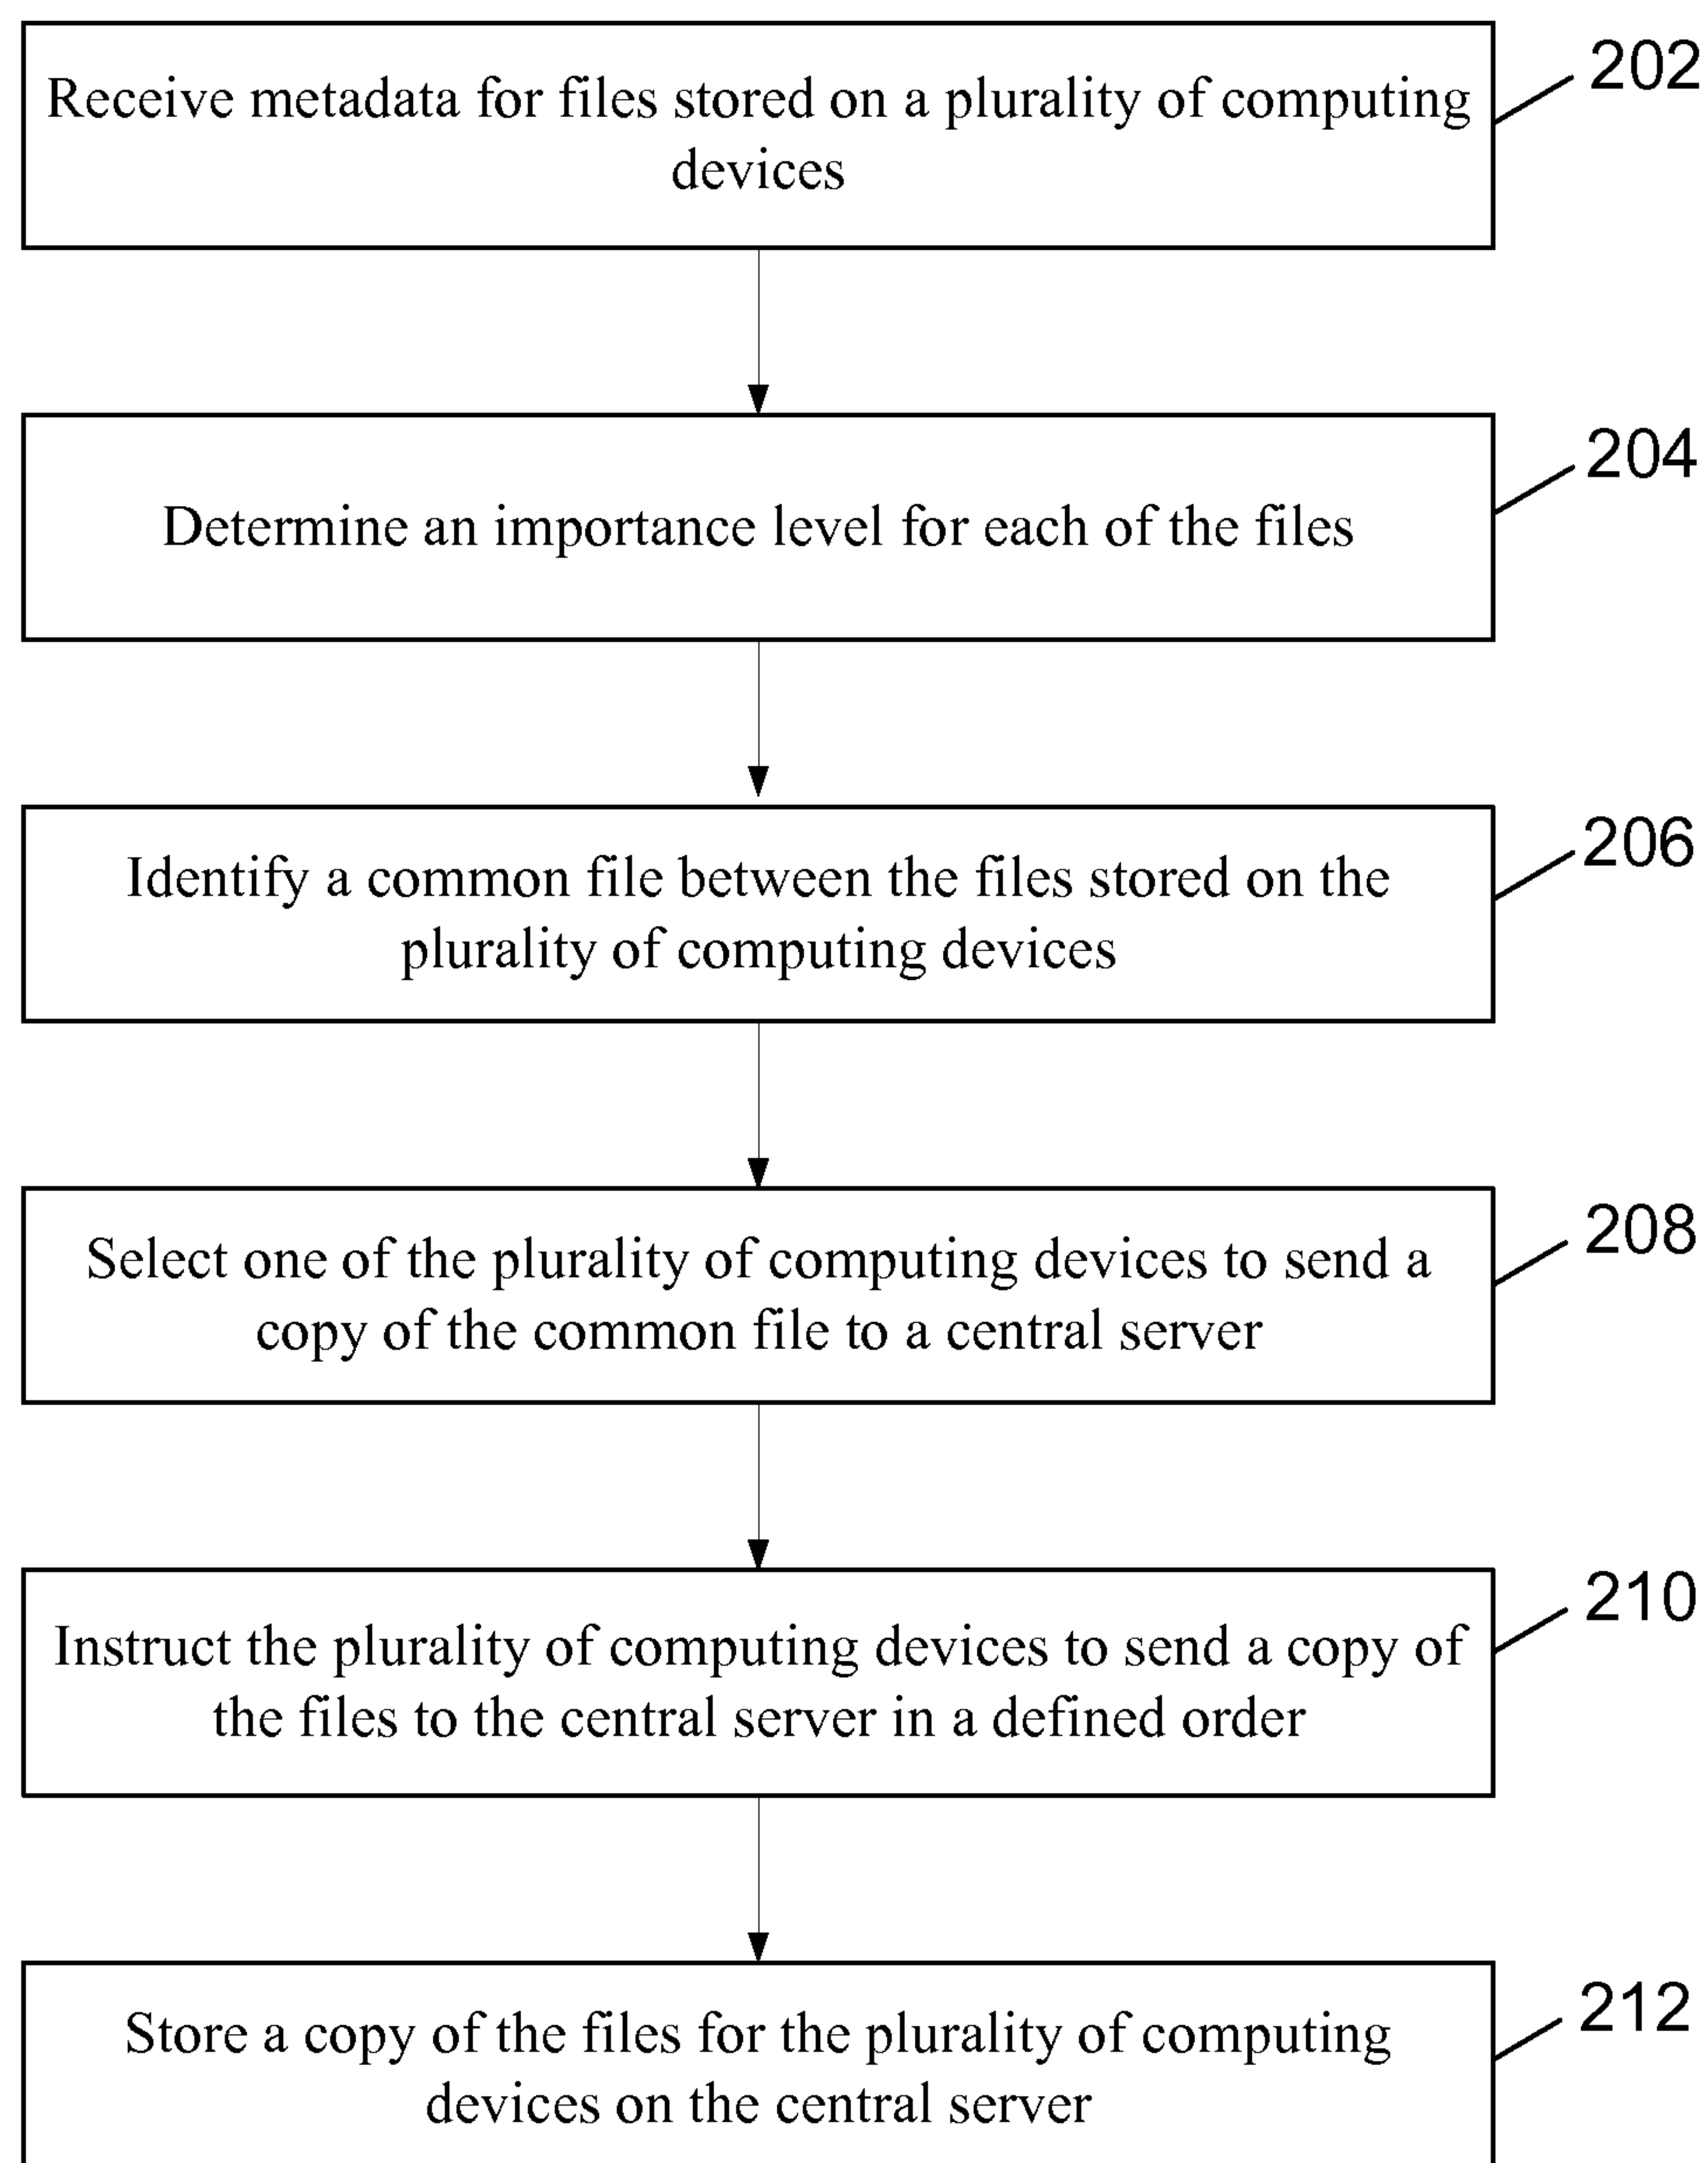 Receive metadata for files stored on a plurality of computing
devices
202
Determine an importance level for each of the files
204
Identify a common file between the files stored on the
plurality of computing devices
206
Select one of the plurality of computing devices to send a
copy of the common file to a central server
208
Instruct the plurality of computing devices to send a copy of
the files to the central server in a defined order
210
Store a copy of the files for the plurality of computing
devices on the central server
212